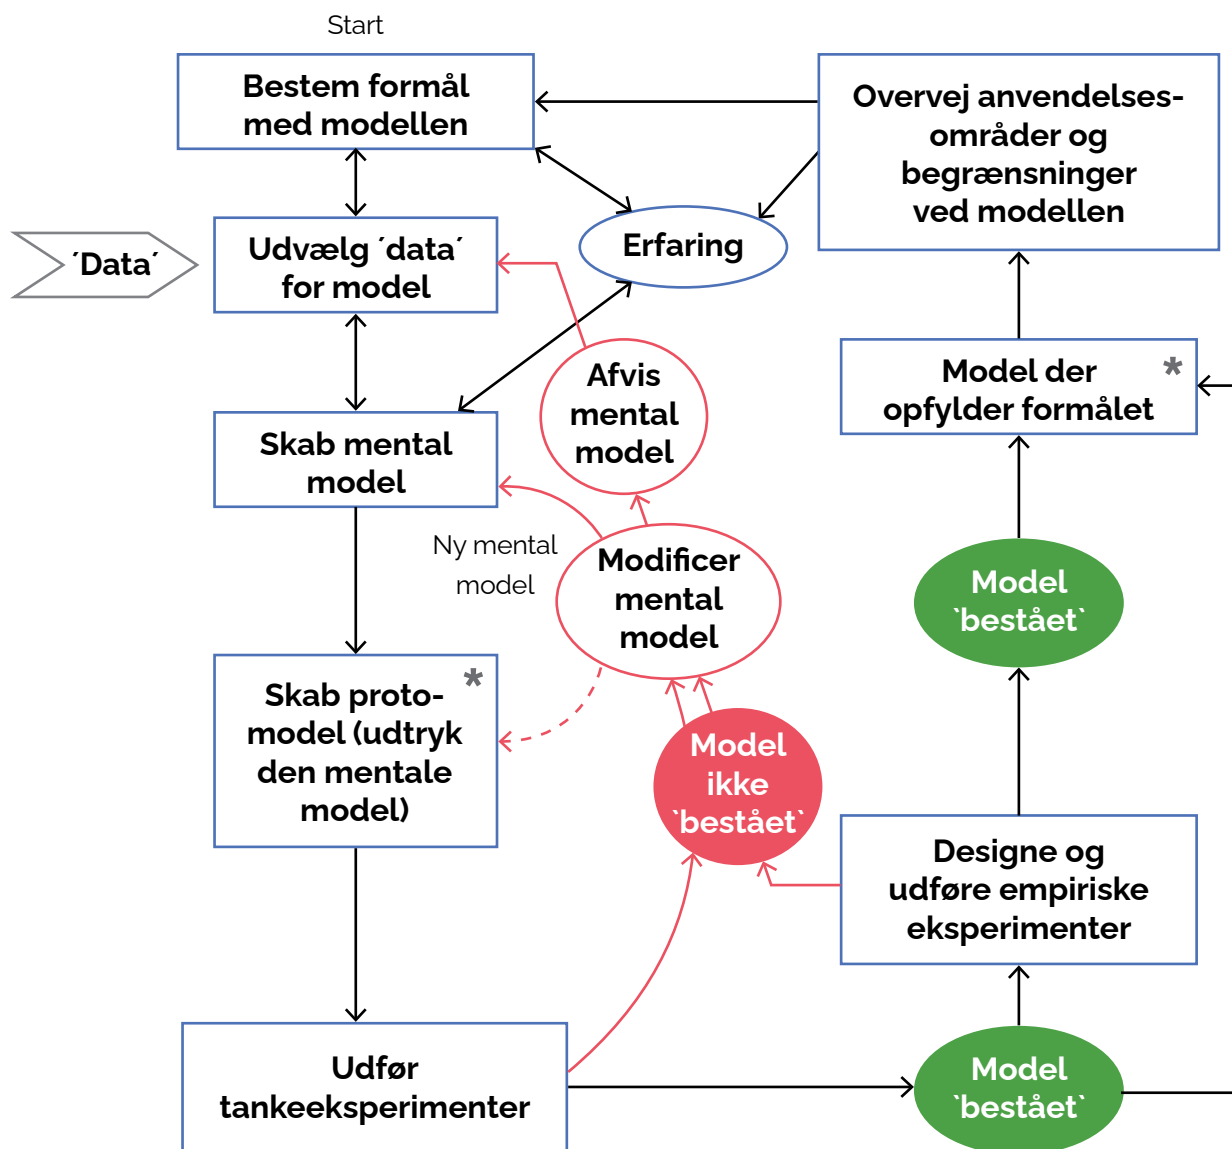 Start
Bestem formål
med modellen
´Data´
Udvælg ´data´
for model
Erfaring
Afvis
mental
model
Skab mental
model
Ny mental
model
Modificer
mental
model
Skab proto-
model (udtryk
den mentale
model)
*
Model
ikke
`bestået`
Udfør
tankeeksperimenter
Overvej anvendelses-
områder og
begrænsninger
ved modellen
Model der
opfylder formålet
*
Model
`bestået`
Designe og
udføre empiriske
eksperimenter
Model
`bestået`